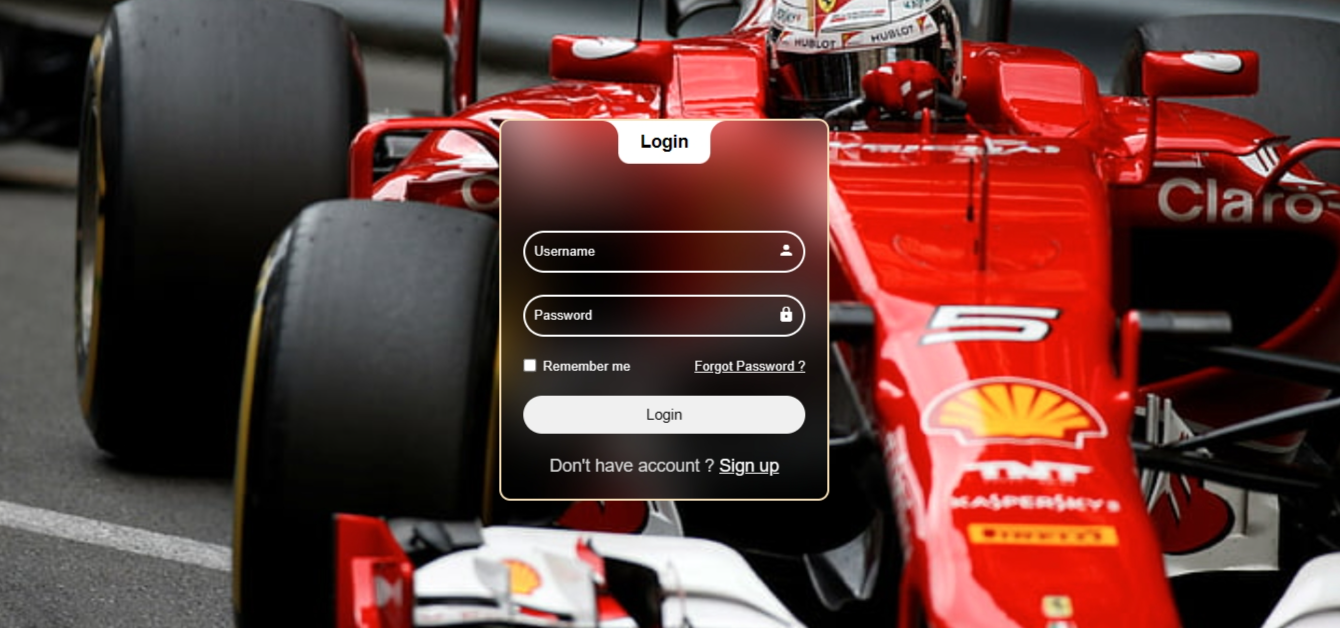 HUBLOT
HUBLOT
Login
Claro
Username
Password
5
Remember me
Forgot Password ?
Login
Don't have account ? Sign up
TNT
KASPERSKY
PIRELLI